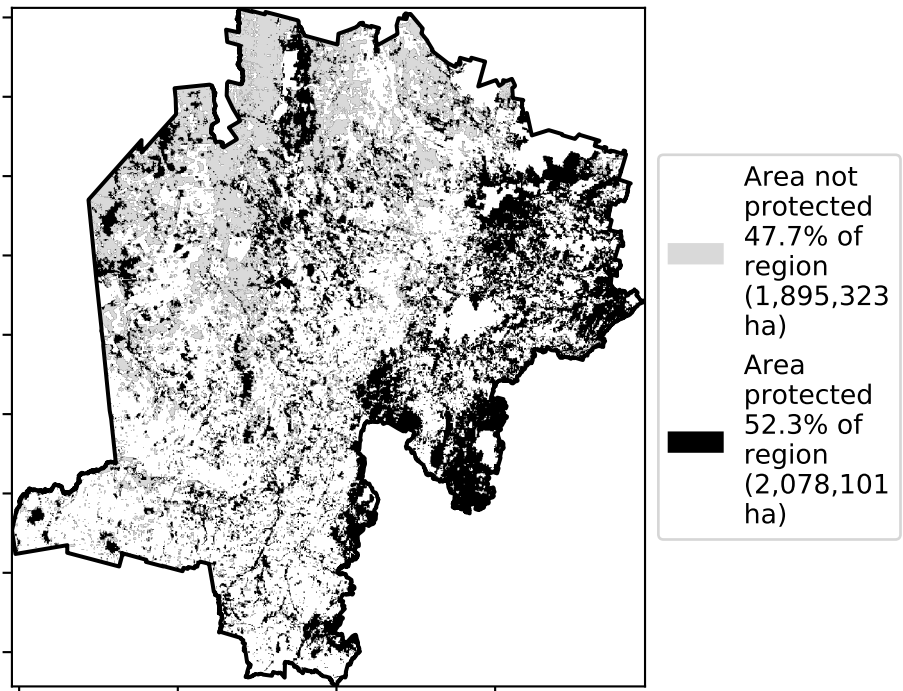 Area not
protected
47.7% of
region
(1,895,323
ha)
Area
protected
52.3% of
region
(2,078,101
ha)